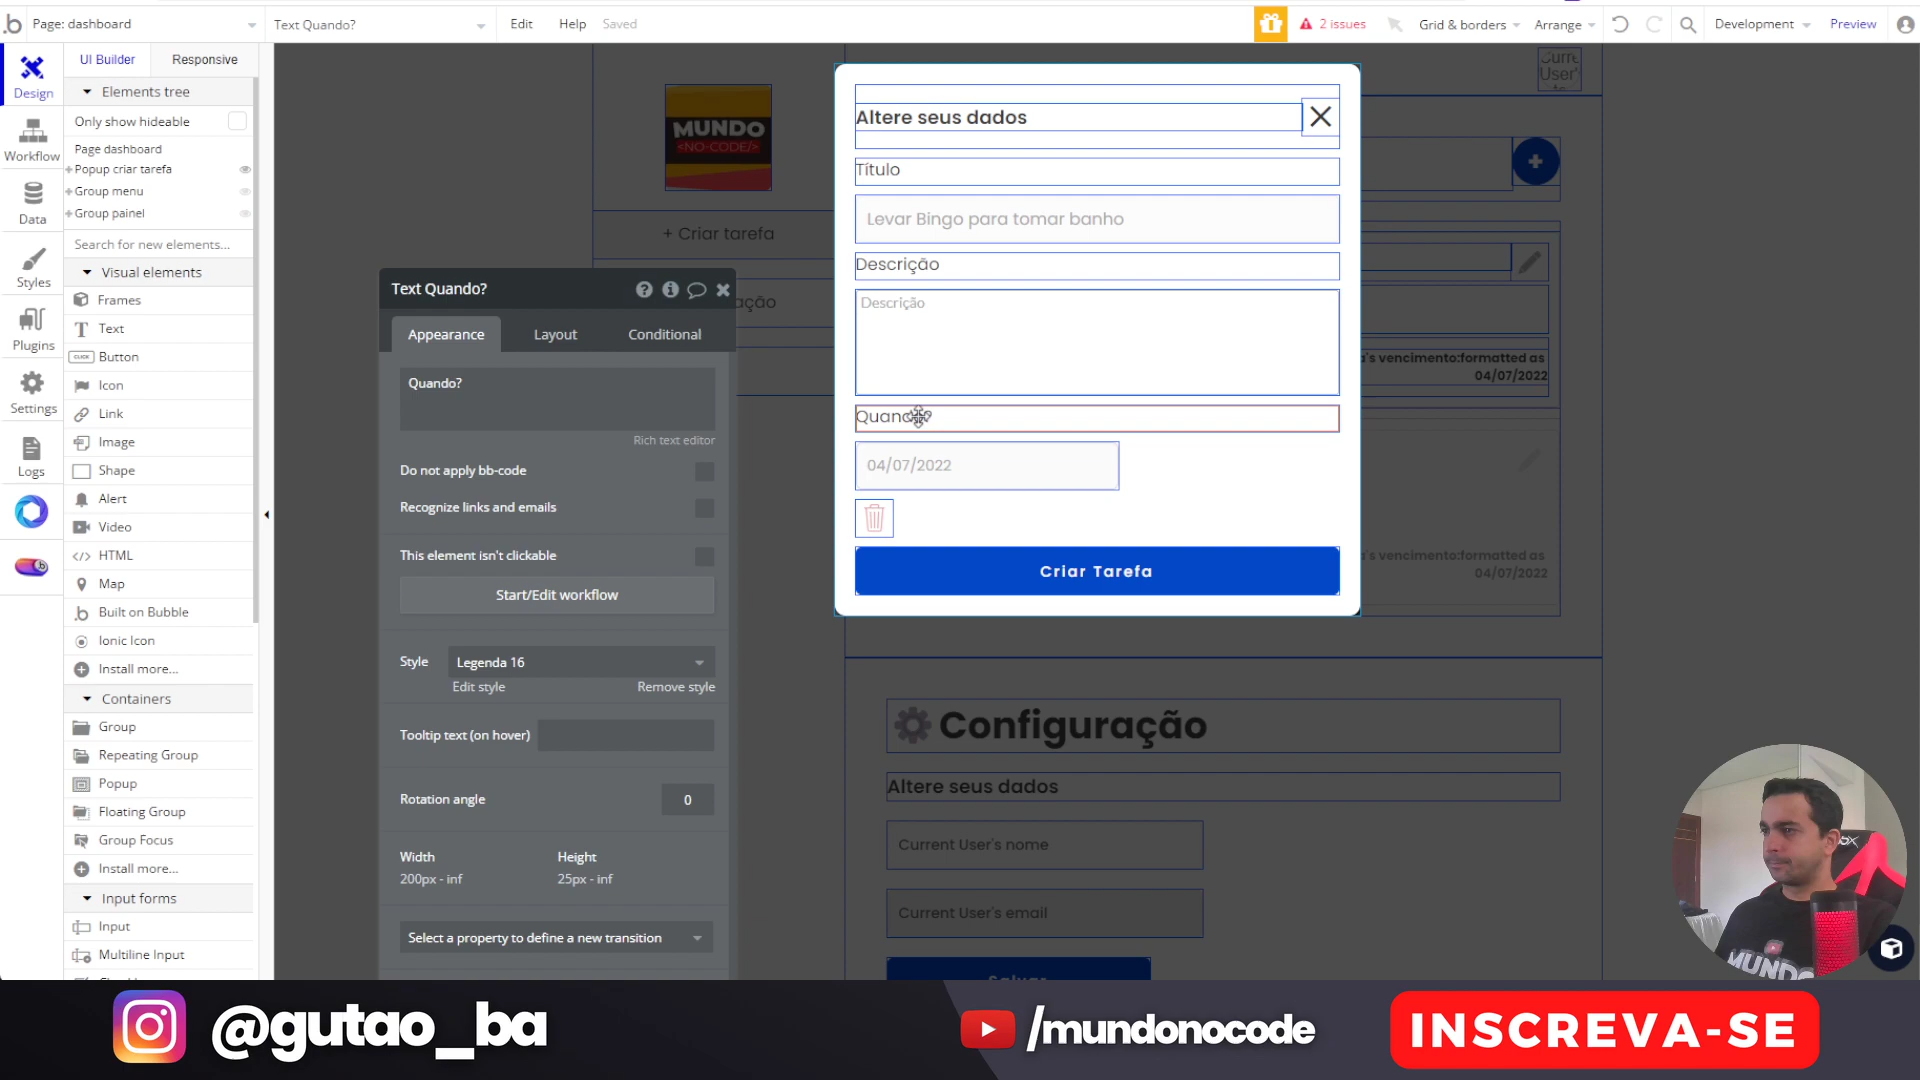 Page: dashboard
Text Quando?
Edit
Help
Saved
2 issues
Grid & borders
Arrange
Development
Preview
UI Builder
Responsive
Design
Workflow
Data
Styles
Plugins
Settings
Logs
Elements tree
Only show hideable
Page dashboard
Popup criar tarefa
Group menu
Group painel
Search for new elements...
Visual elements
Frames
Text
Button
Icon
Link
Image
Shape
Alert
Video
HTML
Map
Built on Bubble
Ionic Icon
Install more...
Containers
Group
Repeating Group
Popup
Floating Group
Group Focus
Install more...
Input forms
Input
Multiline Input
MUNDO
<NO-CODE/>
+ Criar tarefa
Text Quando?
Appearance
Layout
Conditional
Quando?
Rich text editor
Do not apply bb-code
Recognize links and emails
This element isn't clickable
Start/Edit workflow
Style
Legenda 16
Edit style
Remove style
Tooltip text (on hover)
Rotation angle
0
Width
Height
200px - inf
25px - inf
Select a property to define a new transition
Altere seus dados
Título
Levar Bingo para tomar banho
Descrição
Descrição
04/07/2022
Criar Tarefa
's vencimento:formatted as
04/07/2022
's vencimento:formatted as
04/07/2022
Configuração
Altere seus dados
Current User's nome
Current User's email
@gutao_ba
/mundonocode
INSCREVA-SE